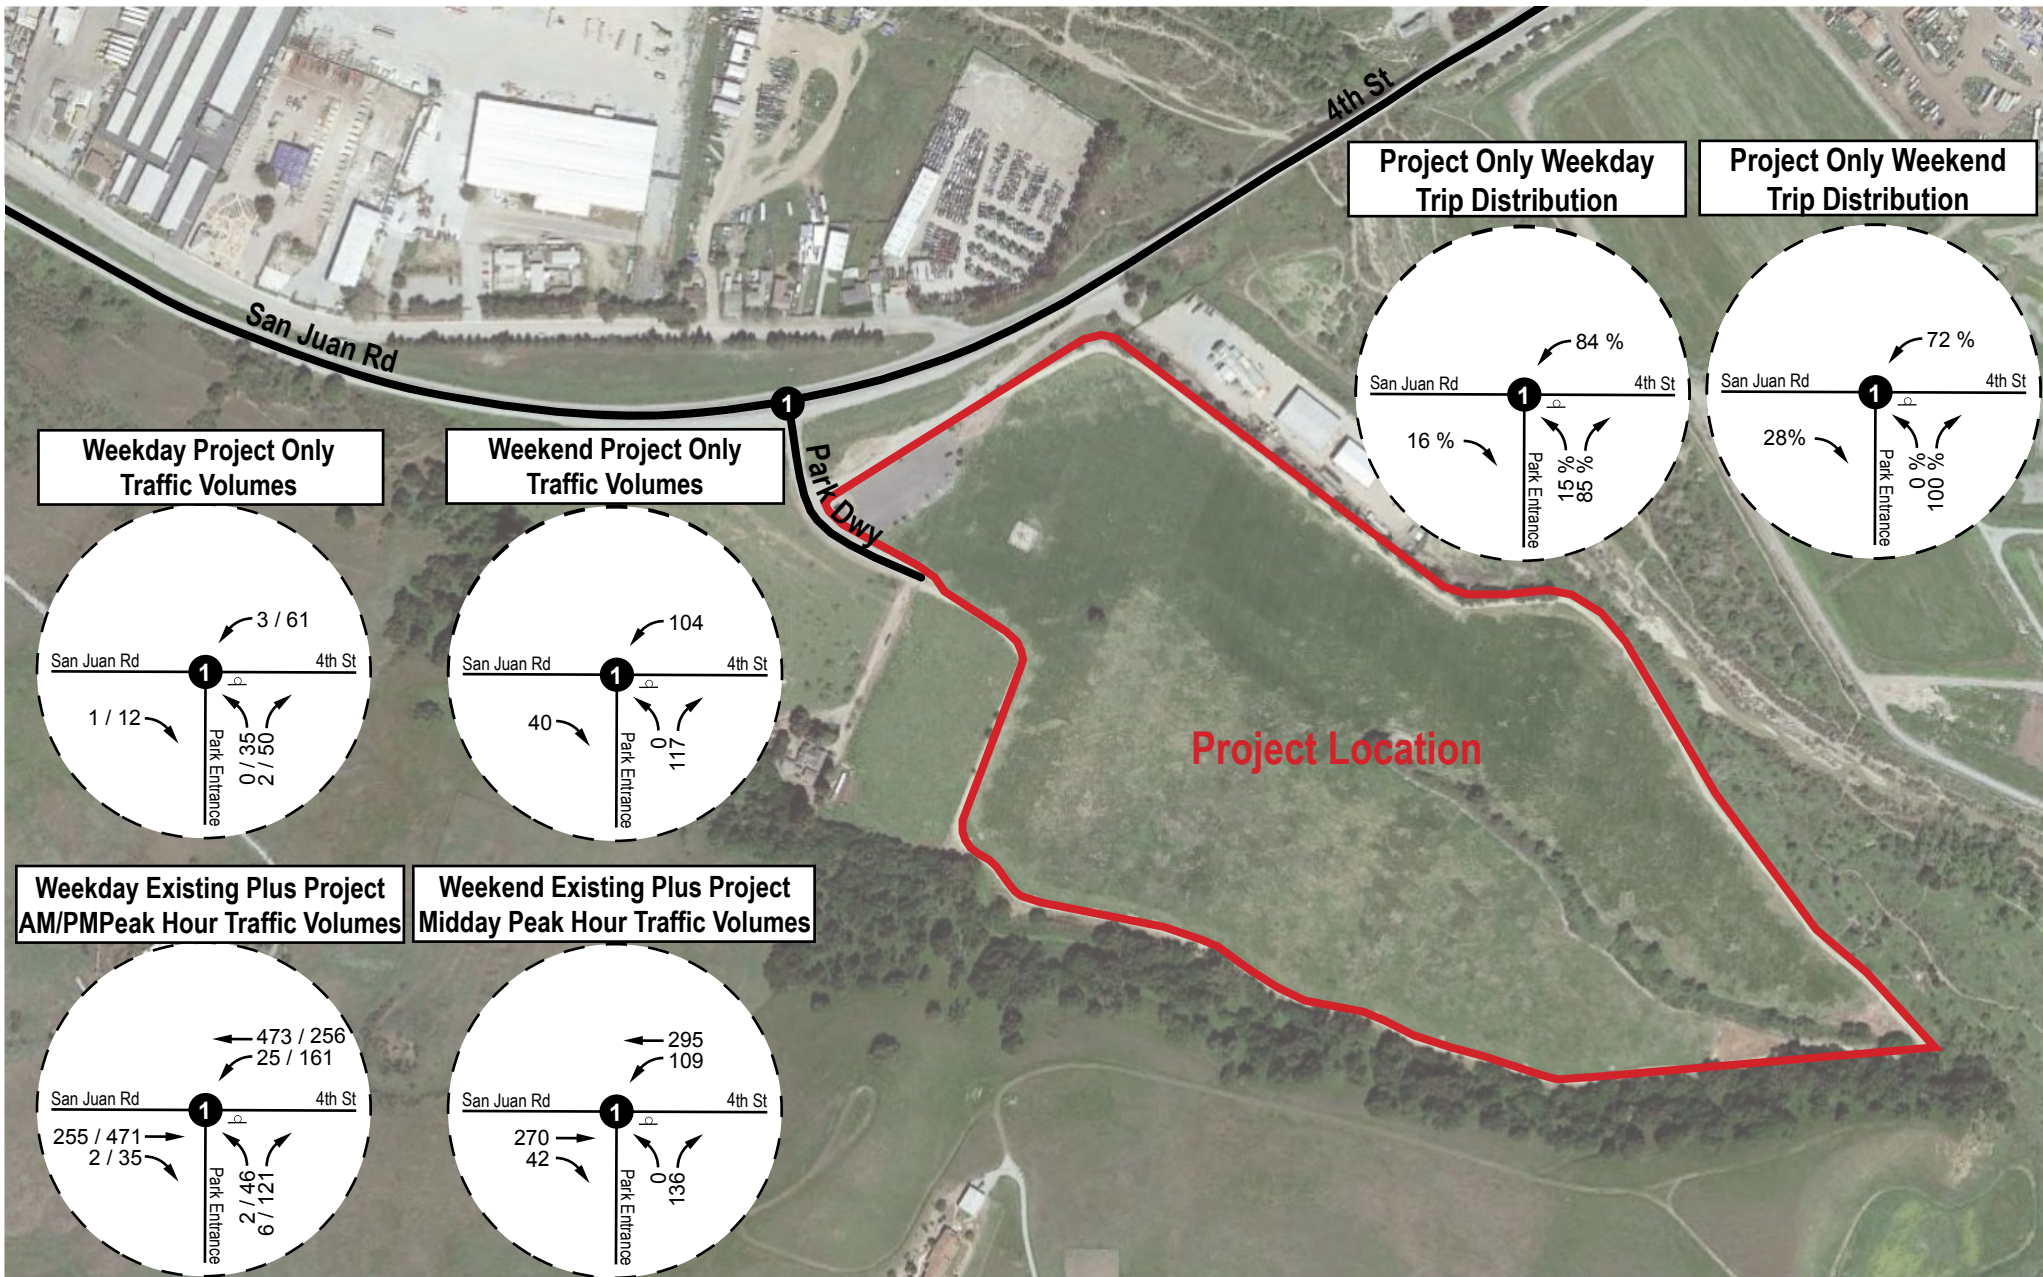 4th St
San Juan Rd
1
Park Dwy
Project Location
Project Only Weekday
Trip Distribution
84 %
San Juan Rd
4th St
1
16 %
15 %
85 %
Park Entrance
Project Only Weekend
Trip Distribution
72 %
San Juan Rd
4th St
1
28%
0 %
100 %
Park Entrance
Weekday Project Only
Traffic Volumes
3 / 61
San Juan Rd
4th St
1
1 / 12
0 / 35
2 / 50
Park Entrance
Weekend Project Only
Traffic Volumes
104
San Juan Rd
4th St
1
40
0
117
Park Entrance
Weekday Existing Plus Project
AM/PMPeak Hour Traffic Volumes
473 / 256
25 / 161
San Juan Rd
4th St
1
255 / 471
2 / 35
2 / 46
6 / 121
Park Entrance
Weekend Existing Plus Project
Midday Peak Hour Traffic Volumes
295
109
San Juan Rd
4th St
1
270
42
0
136
Park Entrance